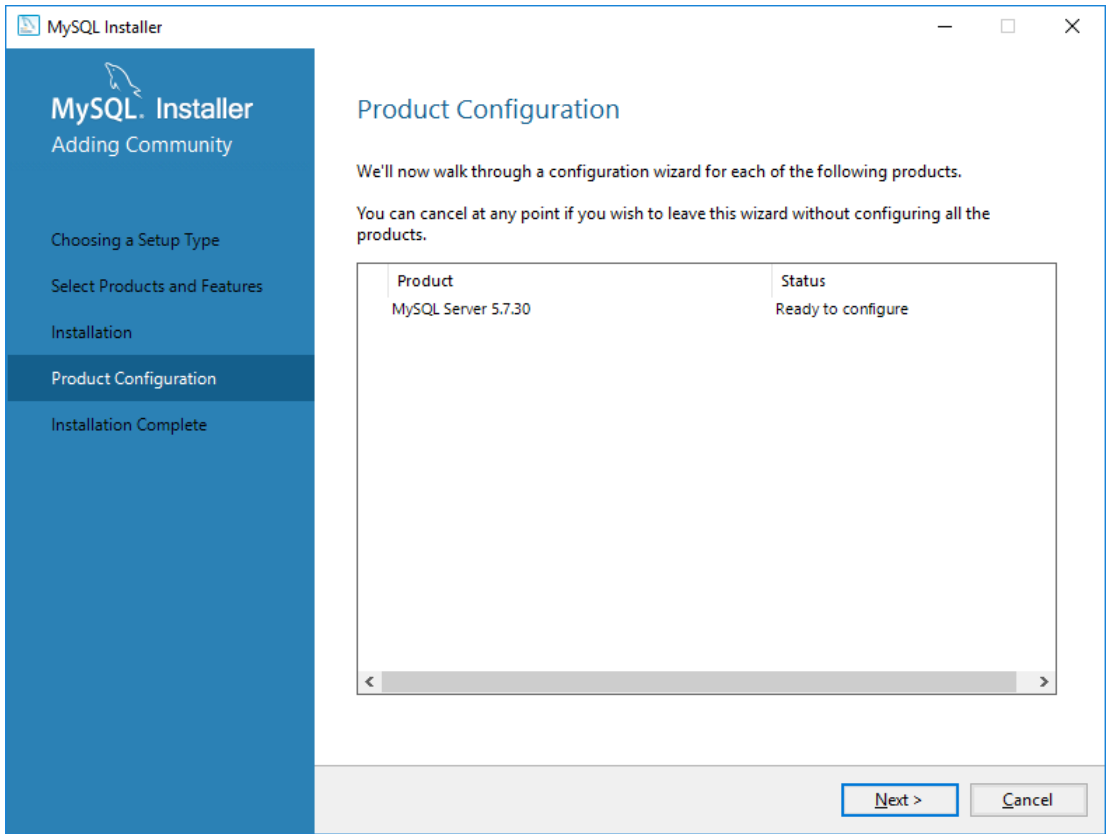 MySQL Installer
MySQL. Installer
Adding Community
Choosing a Setup Type
Select Products and Features
Installation
Product Configuration
Installation Complete
Product Configuration
We'll now walk through a configuration wizard for each of the following products.
You can cancel at any point if you wish to leave this wizard without configuring all the
products.
Product Status
MySQL Server 5.7.30 Ready to configure
Next > Cancel